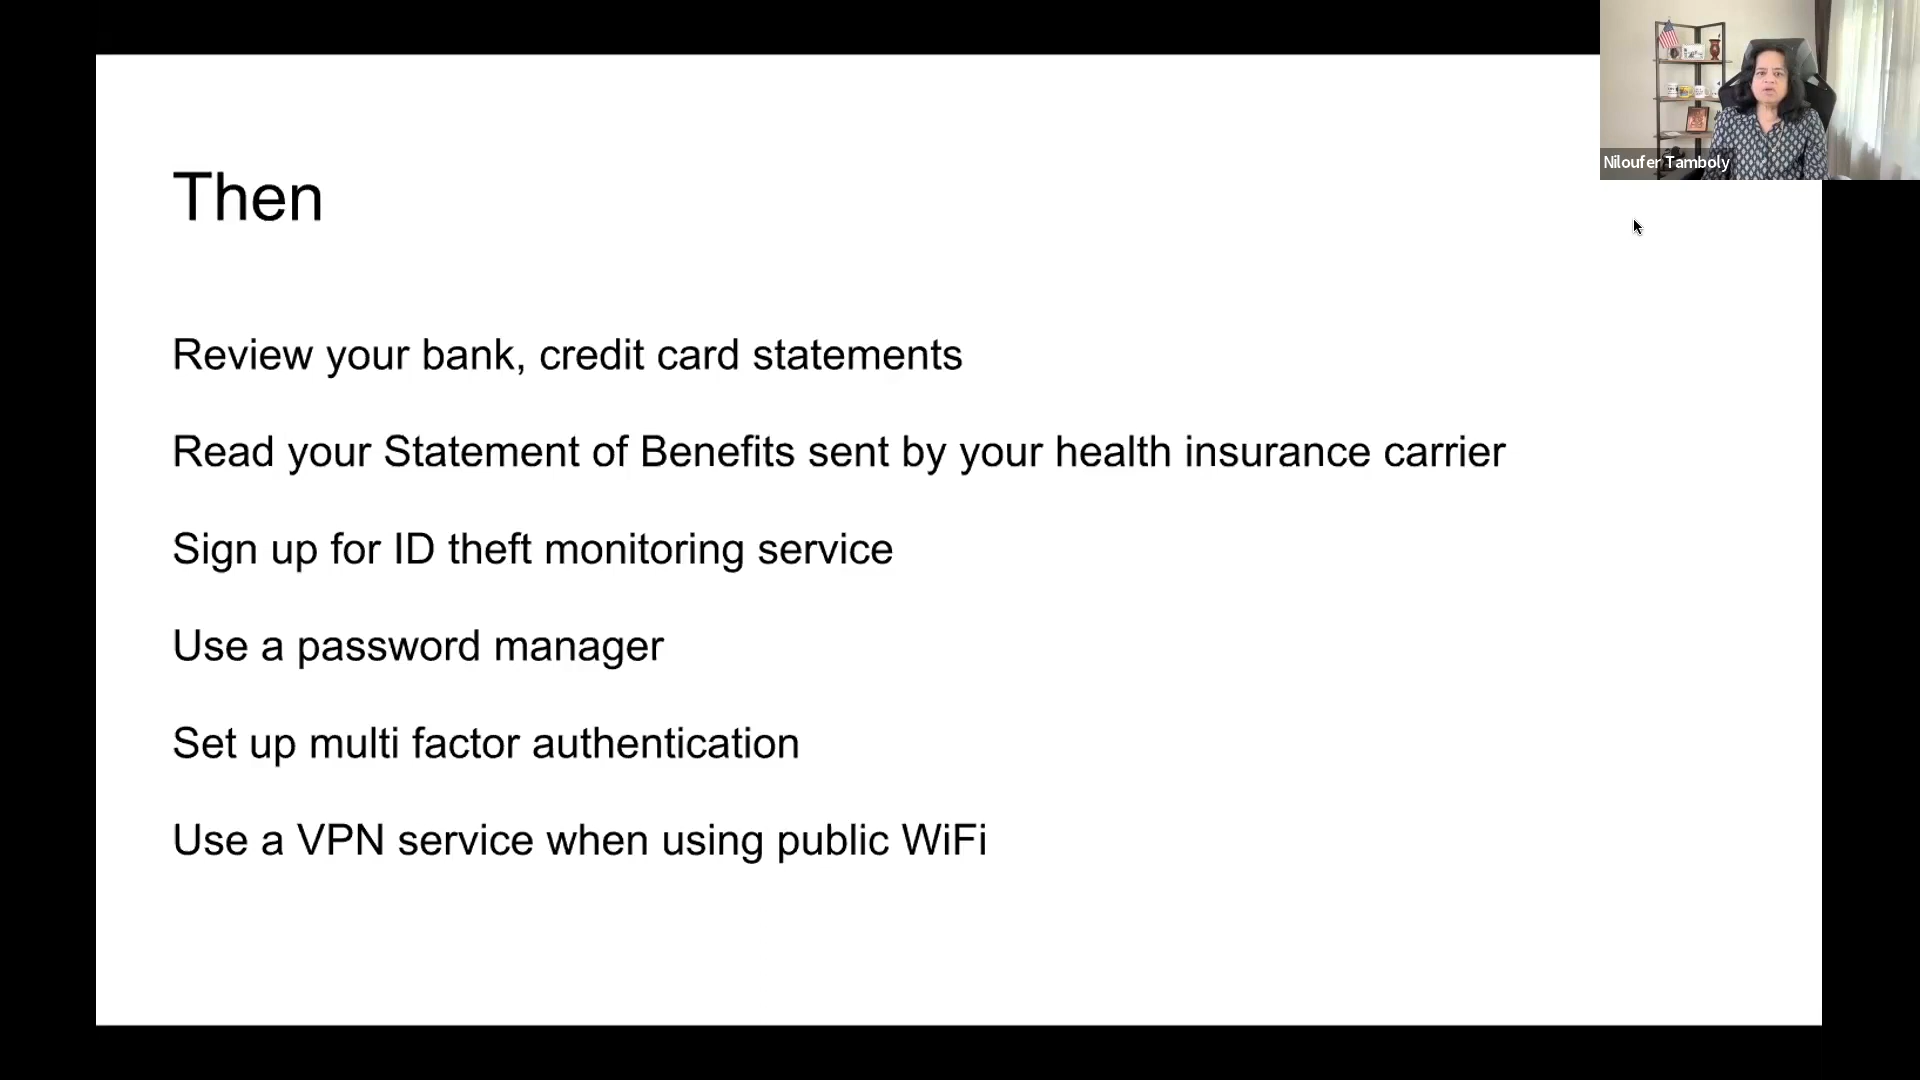 Then
Review your bank, credit card statements
Read your Statement of Benefits sent by your health insurance carrier
Sign up for ID theft monitoring service
Use a password manager
Set up multi factor authentication
Use a VPN service when using public WiFi
Niloufer Tamboly